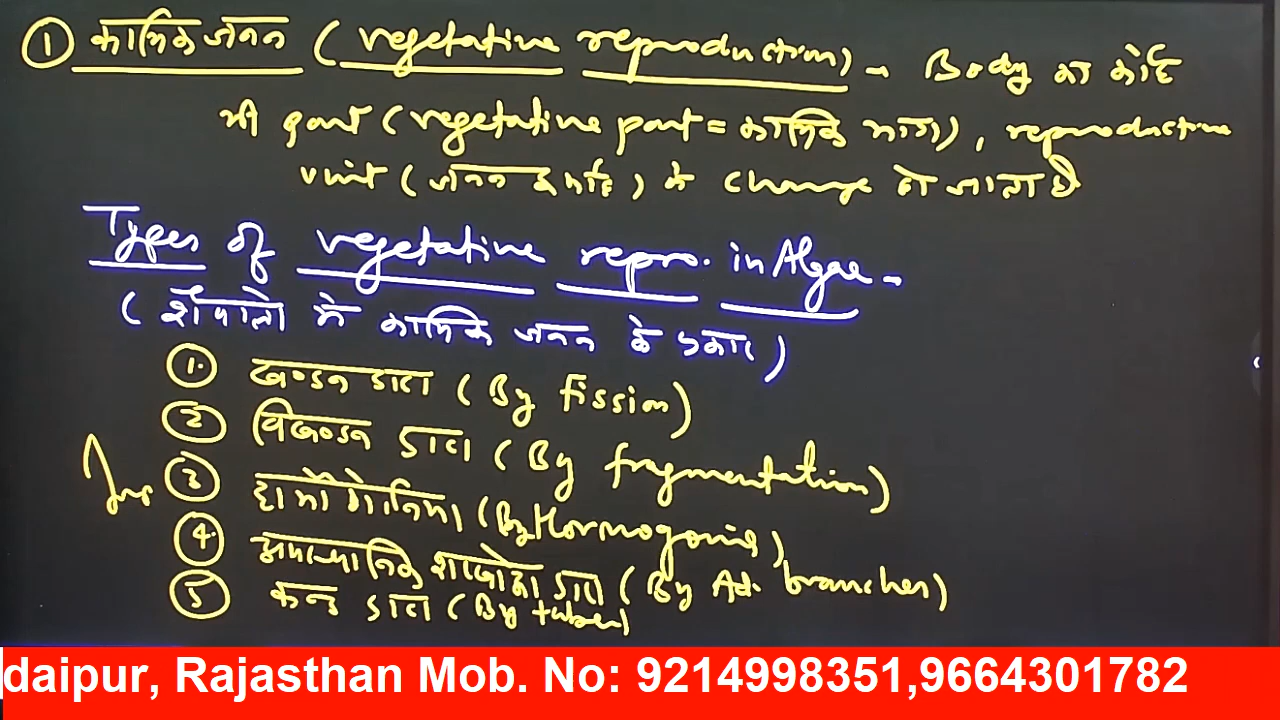 ① कायिक जनन (vegetative reproduction) - Body का कोई
भी part (vegetative part = कायिक भाग), reproductive
unit (जनन इकाई) में change हो जाता है
Types of vegetative repro. in Algae -
(शैवालों में कायिक जनन के प्रकार)
① खण्डन द्वारा (By fission)
② विखण्डन द्वारा (By fragmentation)
③ हार्मोगोनिया (By Hormogonia)
④ अपस्थानिक शाखाओं द्वारा (By Ad. branches)
⑤ कन्द द्वारा (By tuber)
daipur, Rajasthan Mob. No: 9214998351,9664301782